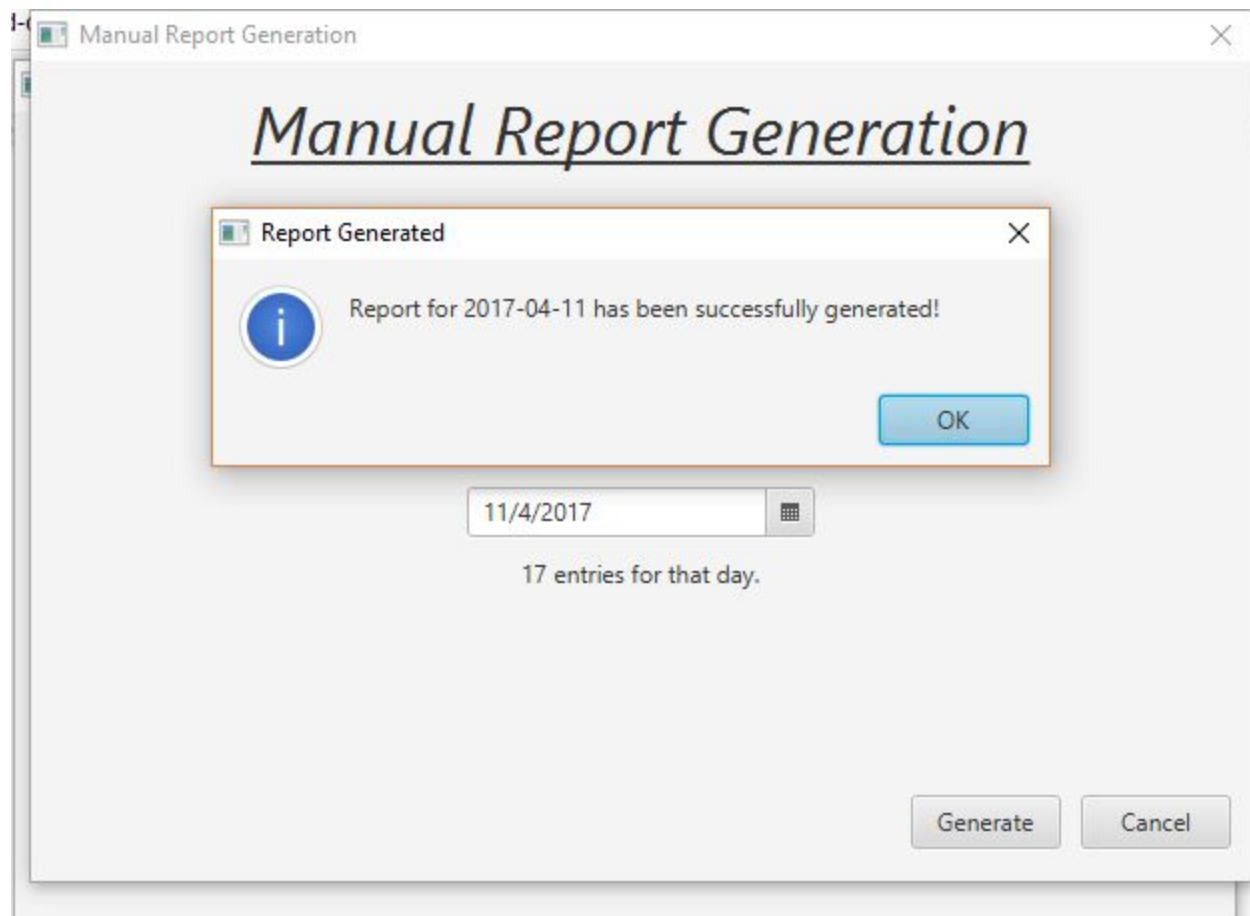 Manual Report Generation
Manual Report Generation
Report Generated
Report for 2017-04-11 has been successfully generated!
OK
11/4/2017
17 entries for that day.
Generate
Cancel